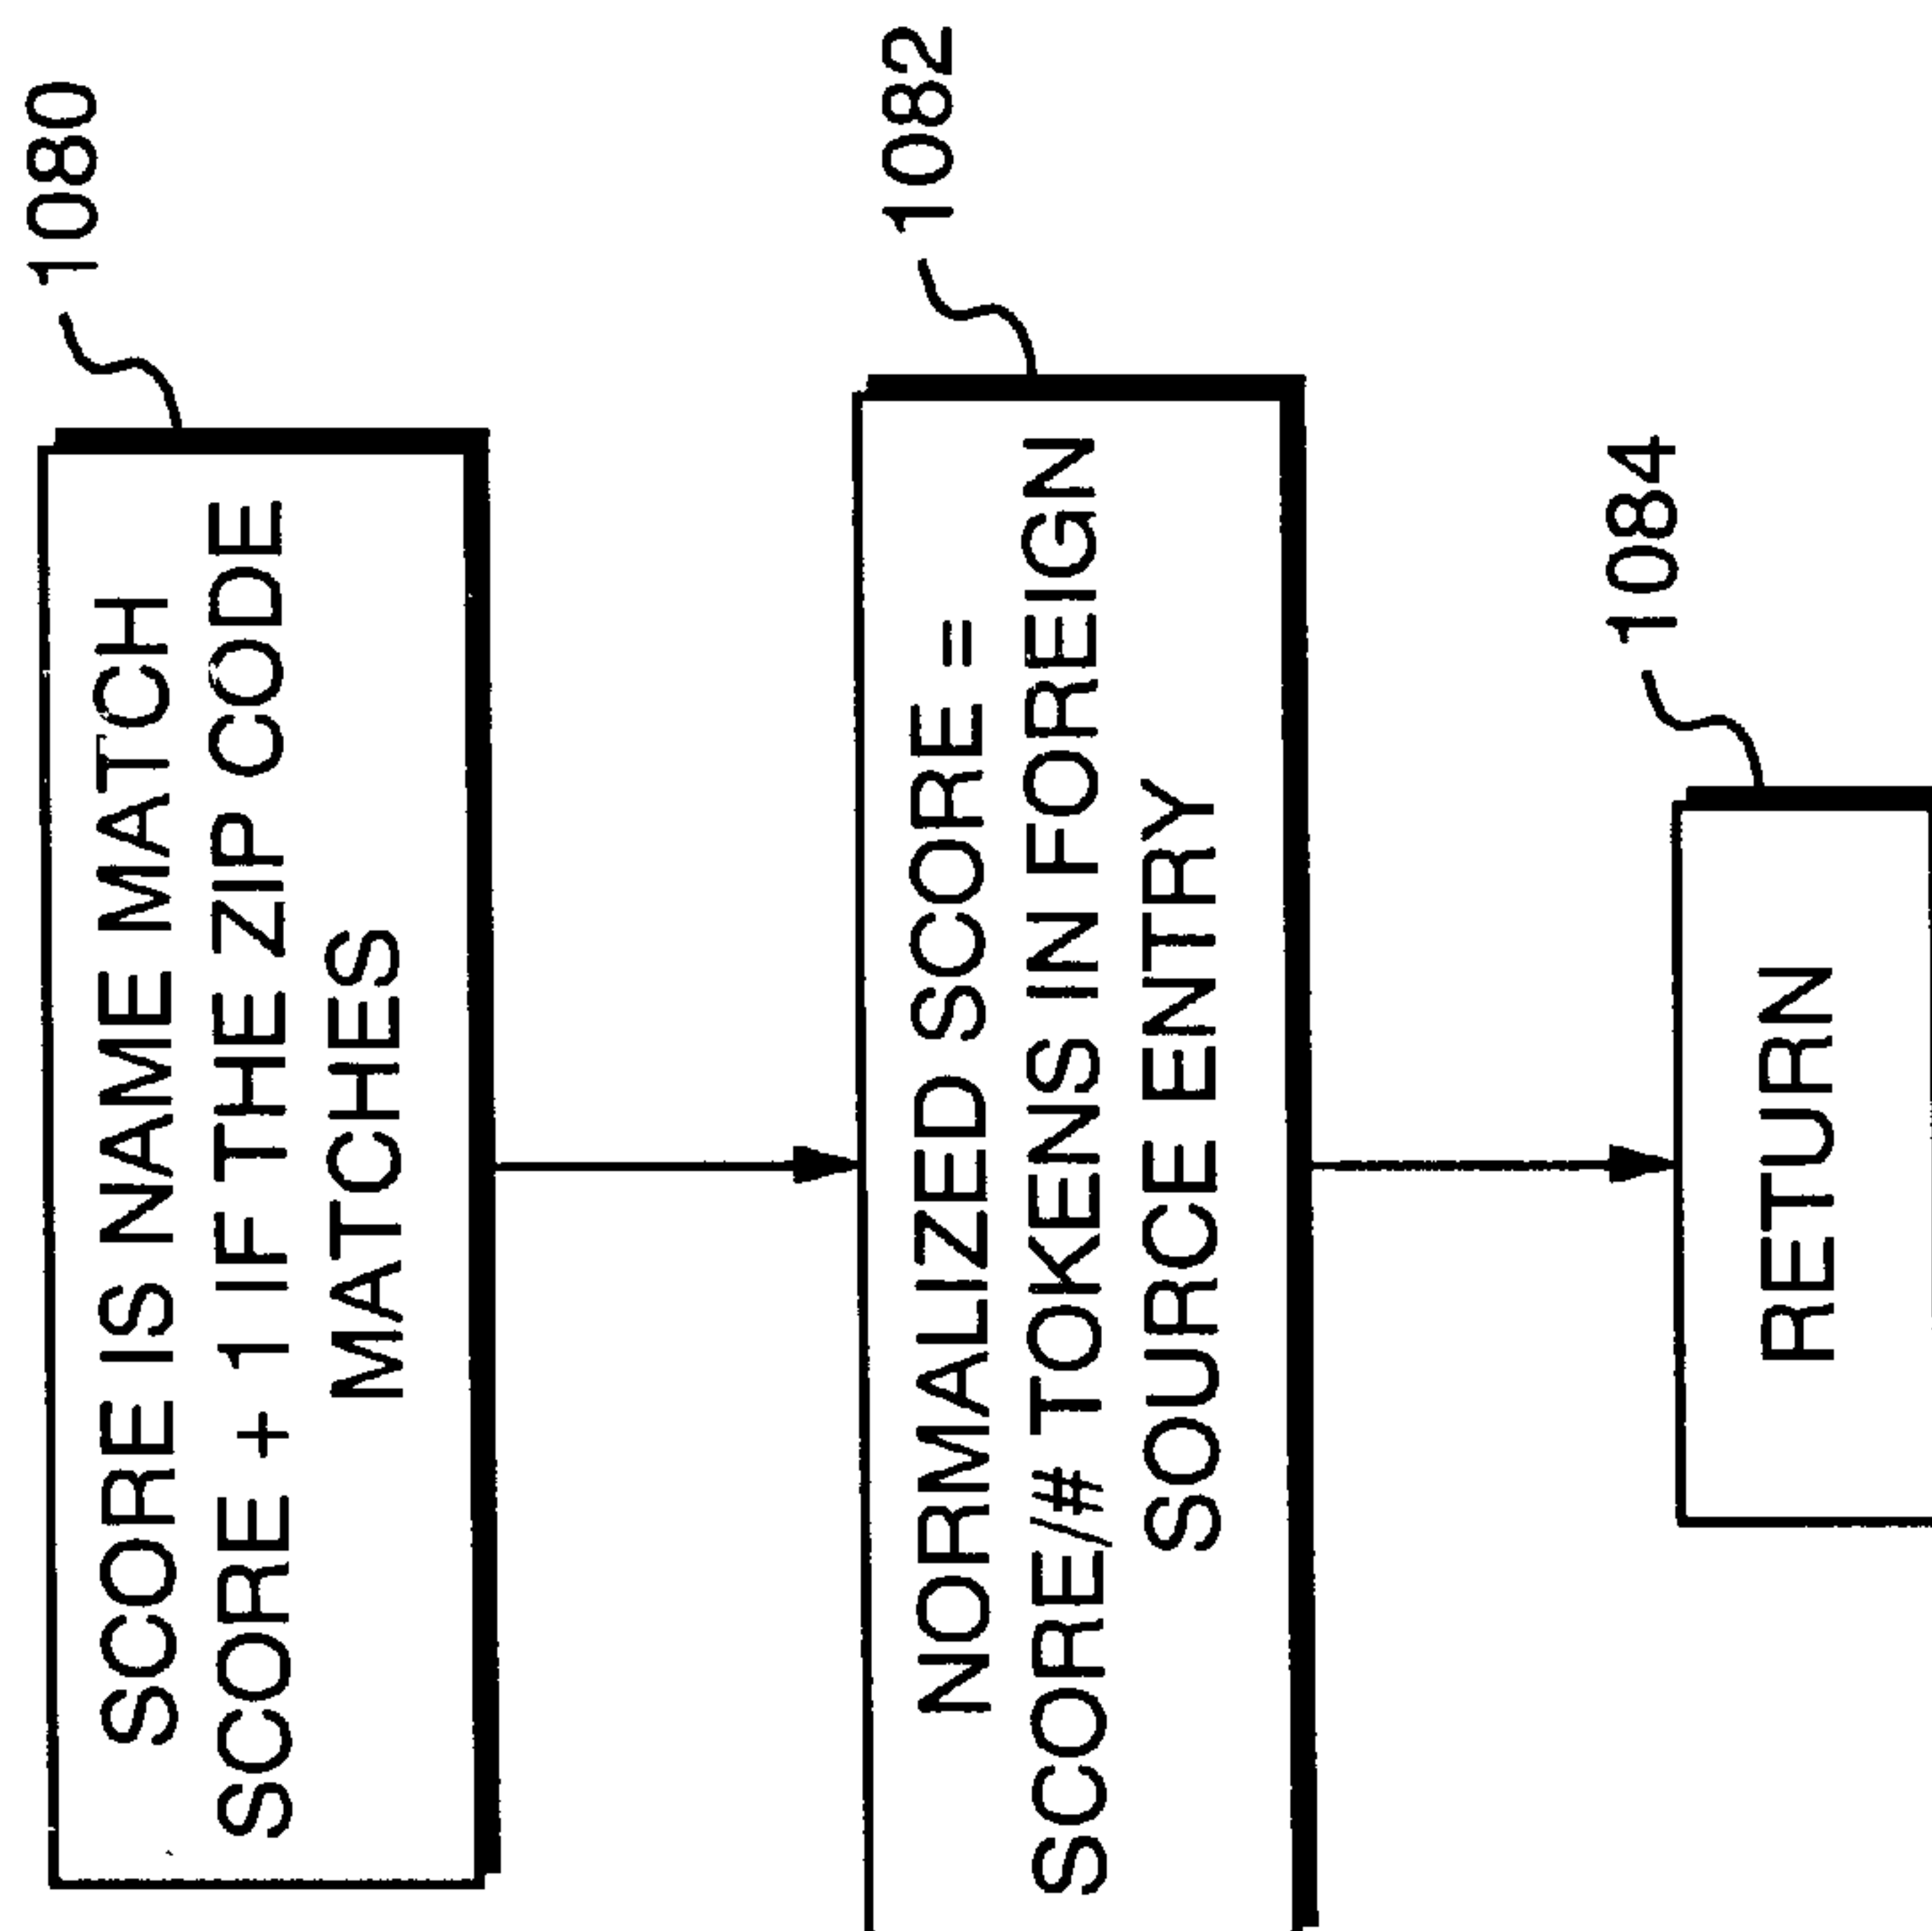 1080
SCORE IS NAME MATCH
SCORE + 1 IF THE ZIP CODE
MATCHES
1082
NORMALIZED SCORE =
SCORE/# TOKENS IN FOREIGN
SOURCE ENTRY
1084
RETURN